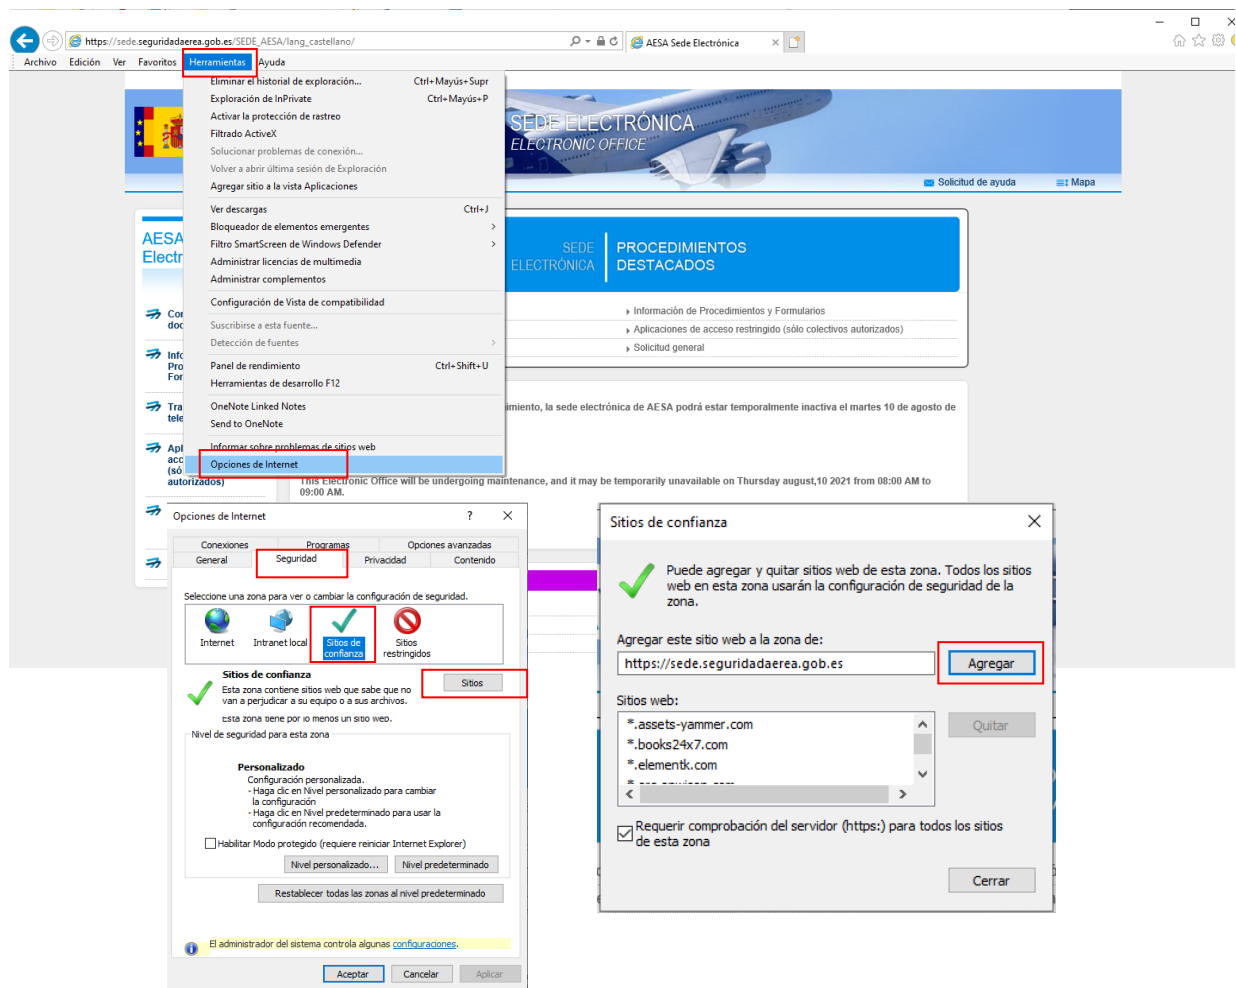 https://sede.seguridadaerea.gob.es/SEDE_AESA/lang_castellano/
AESA Sede Electrónica
Archivo Edición Ver Favoritos Herramientas Ayuda
Eliminar el historial de exploración... Ctrl+Mayús+Supr
Exploración de InPrivate Ctrl+Mayús+P
Activar la protección de rastreo
Filtrado ActiveX
Solucionar problemas de conexión...
Volver a abrir última sesión de Exploración
Agregar sitio a la vista Aplicaciones
Ver descargas Ctrl+J
Bloqueador de elementos emergentes
Filtro SmartScreen de Windows Defender
Administrar licencias de multimedia
Administrar complementos
Configuración de Vista de compatibilidad
Suscribirse a esta fuente...
Detección de fuentes
Panel de rendimiento Ctrl+Shift+U
Herramientas de desarrollo F12
OneNote Linked Notes
Send to OneNote
Informar sobre problemas de sitios web
Opciones de Internet
SEDE ELECTRÓNICA
ELECTRONIC OFFICE
Solicitud de ayuda Mapa
AESA
Electr
SEDE
ELECTRÓNICA
PROCEDIMIENTOS
DESTACADOS
Información de Procedimientos y Formularios
Aplicaciones de acceso restringido (sólo colectivos autorizados)
Solicitud general
Co
doc
Info
Pro
For
Tra
tele
Apl
acc
(só
autorizados)
imiento, la sede electrónica de AESA podrá estar temporalmente inactiva el martes 10 de agosto de
This Electronic Office will be undergoing maintenance, and it may be temporarily unavailable on Thursday august,10 2021 from 08:00 AM to
09:00 AM.
Opciones de Internet
Conexiones Programas Opciones avanzadas
General Seguridad Privacidad Contenido
Seleccione una zona para ver o cambiar la configuración de seguridad.
Internet Intranet local Sitios de confianza Sitios restringidos
Sitios de confianza
Sitios
Esta zona contiene sitios web que sabe que no
van a perjudicar a su equipo o a sus archivos.
Esta zona tiene por lo menos un sitio web.
Nivel de seguridad para esta zona
Personalizado
Configuración personalizada.
- Haga clic en Nivel personalizado para cambiar
la configuración
- Haga clic en Nivel predeterminado para usar la
configuración recomendada.
Habilitar Modo protegido (requiere reiniciar Internet Explorer)
Nivel personalizado... Nivel predeterminado
Restablecer todas las zonas al nivel predeterminado
El administrador del sistema controla algunas configuraciones.
Aceptar Cancelar Aplicar
Sitios de confianza
Puede agregar y quitar sitios web de esta zona. Todos los sitios
web en esta zona usarán la configuración de seguridad de la
zona.
Agregar este sitio web a la zona de:
https://sede.seguridadaerea.gob.es Agregar
Sitios web:
*.assets-yammer.com
*.books24x7.com
*.elementk.com
Quitar
Requerir comprobación del servidor (https:) para todos los sitios
de esta zona
Cerrar